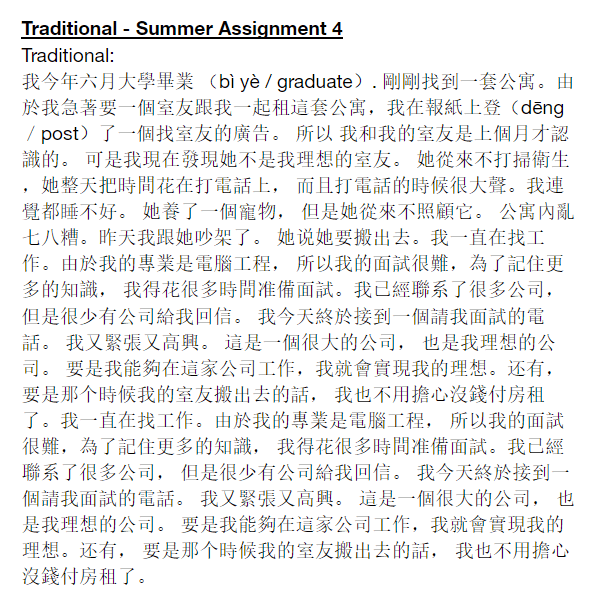 Traditional - Summer Assignment 4
Traditional:
我今年六月大學畢業 （bì yè / graduate）. 剛剛找到一套公寓。由
於我急著要一個室友跟我一起租這套公寓，我在報紙上登（dēng
/ post）了一個找室友的廣告。 所以 我和我的室友是上個月才認
識的。 可是我現在發現她不是我理想的室友。 她從來不打掃衛生
，她整天把時間花在打電話上， 而且打電話的時候很大聲。我連
覺都睡不好。 她養了一個寵物， 但是她從來不照顧它。 公寓內亂
七八糟。昨天我跟她吵架了。 她说她要搬出去。我一直在找工
作。由於我的專業是電腦工程， 所以我的面試很難，為了記住更
多的知識， 我得花很多時間准備面試。我已經聯系了很多公司，
但是很少有公司給我回信。 我今天終於接到一個請我面試的電
話。 我又緊張又高興。 這是一個很大的公司， 也是我理想的公
司。 要是我能夠在這家公司工作，我就會實現我的理想。还有，
要是那个時候我的室友搬出去的話， 我也不用擔心沒錢付房租
了。我一直在找工作。由於我的專業是電腦工程， 所以我的面試
很難，為了記住更多的知識， 我得花很多時間准備面試。我已經
聯系了很多公司， 但是很少有公司給我回信。 我今天終於接到一
個請我面試的電話。 我又緊張又高興。 這是一個很大的公司， 也
是我理想的公司。 要是我能夠在這家公司工作，我就會實現我的
理想。还有， 要是那个時候我的室友搬出去的話， 我也不用擔心
沒錢付房租了。